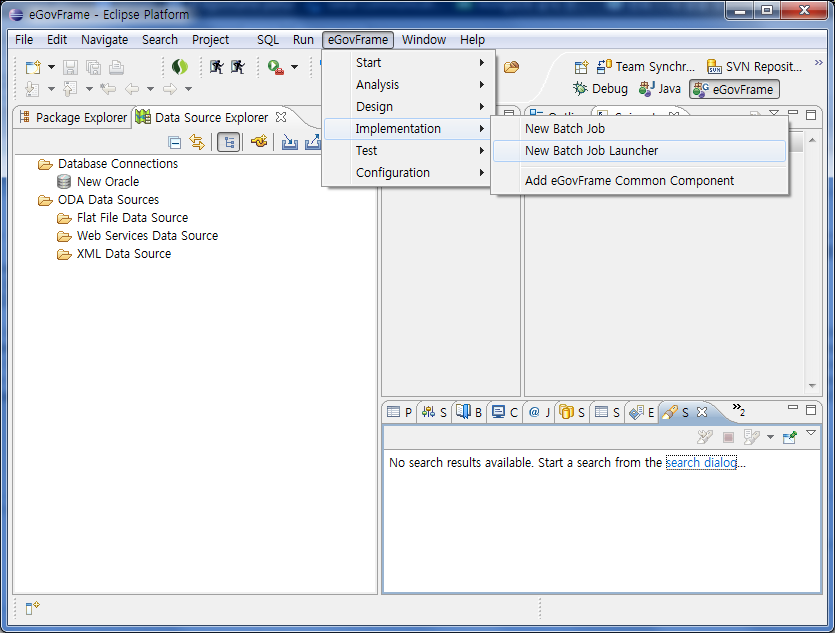 eGovFrame - Eclipse Platform
File Edit Navigate Search Project SQL Run eGovFrame Window Help
Team Synchr... SVN Reposit...
Debug Java eGovFrame
Start
Analysis
Design
Implementation
Test
Configuration
New Batch Job
New Batch Job Launcher
Add eGovFrame Common Component
Package Explorer Data Source Explorer
Database Connections
New Oracle
ODA Data Sources
Flat File Data Source
Web Services Data Source
XML Data Source
P S B C J S S E S 2
No search results available. Start a search from the search dialog...